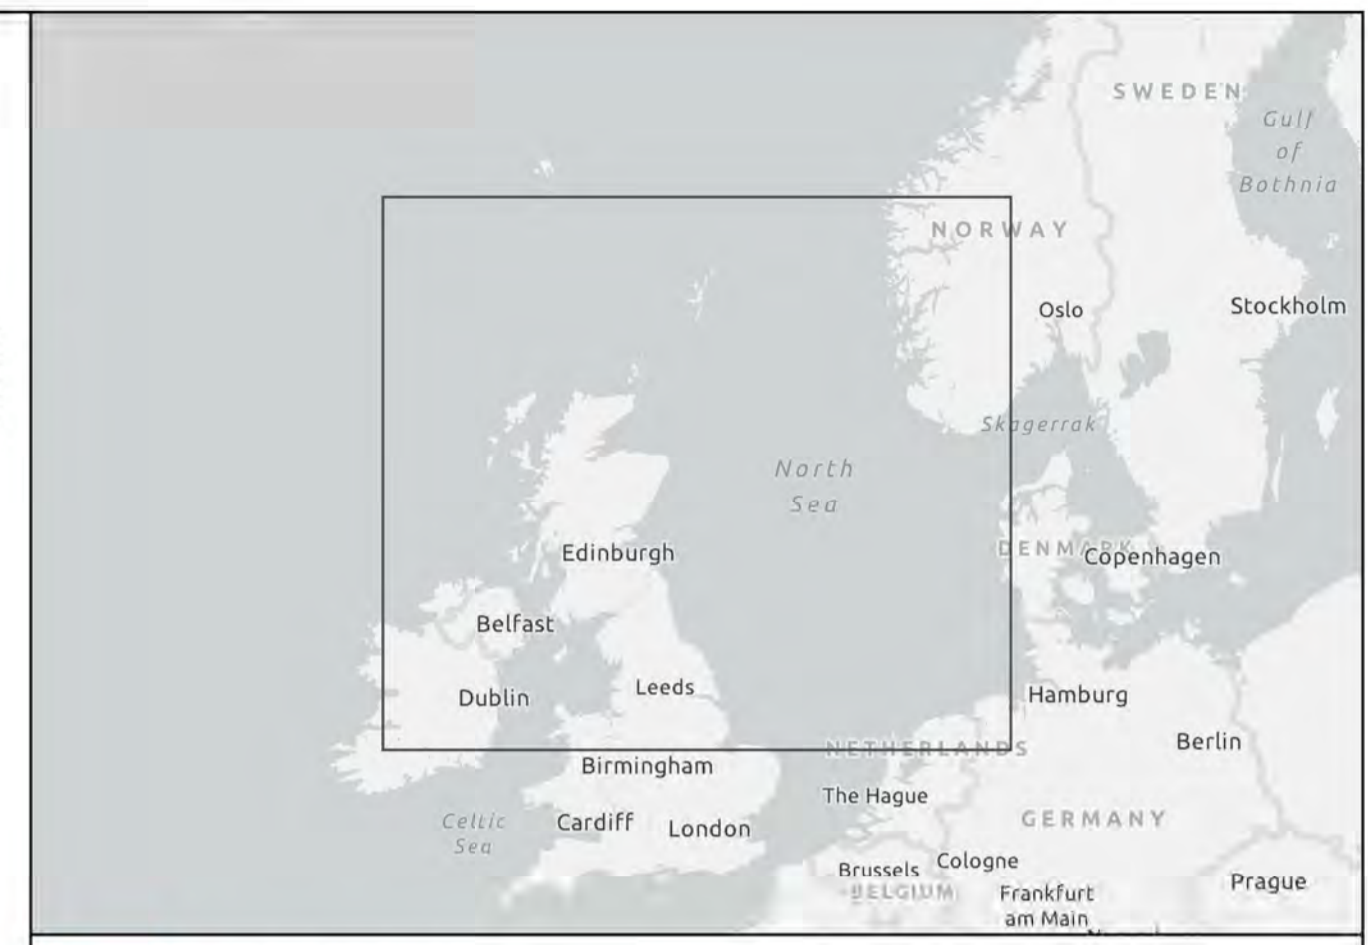 SWEDEN
Gulf
of
Bothnia
NORWAY
Oslo
Stockholm
Skagerrak
North
Sea
Edinburgh
DENMARK
Copenhagen
Belfast
Leeds
Dublin
Hamburg
NETHERLANDS
Berlin
Birmingham
The Hague
Celtic
Sea
Cardiff
London
GERMANY
Brussels
Cologne
BELGIUM
Frankfurt
am Main
Prague